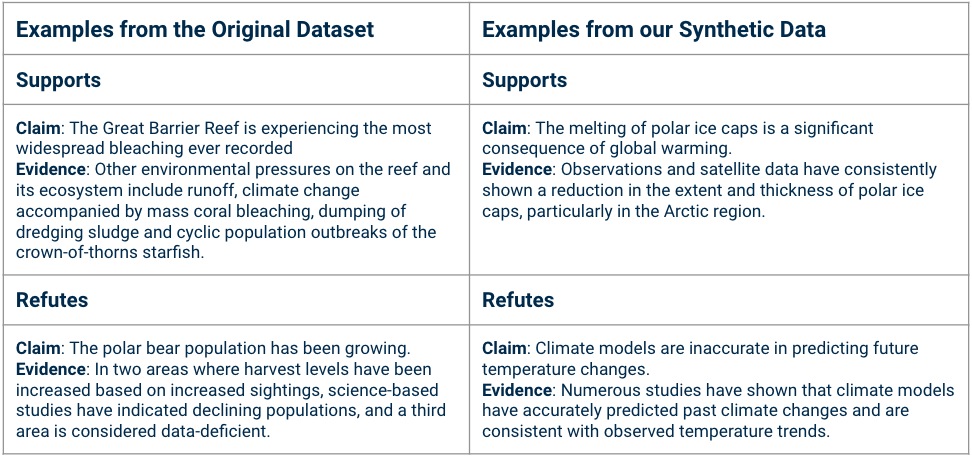 Examples from the Original Dataset
Examples from our Synthetic Data
Supports
Supports
Claim: The Great Barrier Reef is experiencing the most
widespread bleaching ever recorded
Evidence: Other environmental pressures on the reef and
its ecosystem include runoff, climate change
accompanied by mass coral bleaching, dumping of
dredging sludge and cyclic population outbreaks of the
crown-of-thorns starfish.
Claim: The melting of polar ice caps is a significant
consequence of global warming.
Evidence: Observations and satellite data have consistently
shown a reduction in the extent and thickness of polar ice
caps, particularly in the Arctic region.
Refutes
Refutes
Claim: The polar bear population has been growing.
Evidence: In two areas where harvest levels have been
increased based on increased sightings, science-based
studies have indicated declining populations, and a third
area is considered data-deficient.
Claim: Climate models are inaccurate in predicting future
temperature changes.
Evidence: Numerous studies have shown that climate models
have accurately predicted past climate changes and are
consistent with observed temperature trends.